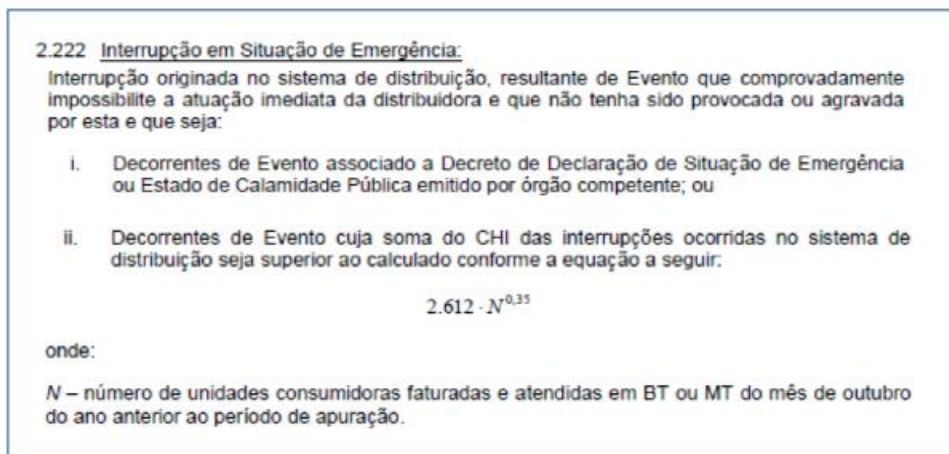 2.222 Interrupção em Situação de Emergência:
Interrupção originada no sistema de distribuição, resultante de Evento que comprovadamente
impossibilite a atuação imediata da distribuidora e que não tenha sido provocada ou agravada
por esta e que seja:
i. Decorrentes de Evento associado a Decreto de Declaração de Situação de Emergência
ou Estado de Calamidade Pública emitido por órgão competente; ou
ii. Decorrentes de Evento cuja soma do CHI das interrupções ocorridas no sistema de
distribuição seja superior ao calculado conforme a equação a seguir:
2.612 · N^0,35
onde:
N – número de unidades consumidoras faturadas e atendidas em BT ou MT do mês de outubro
do ano anterior ao período de apuração.